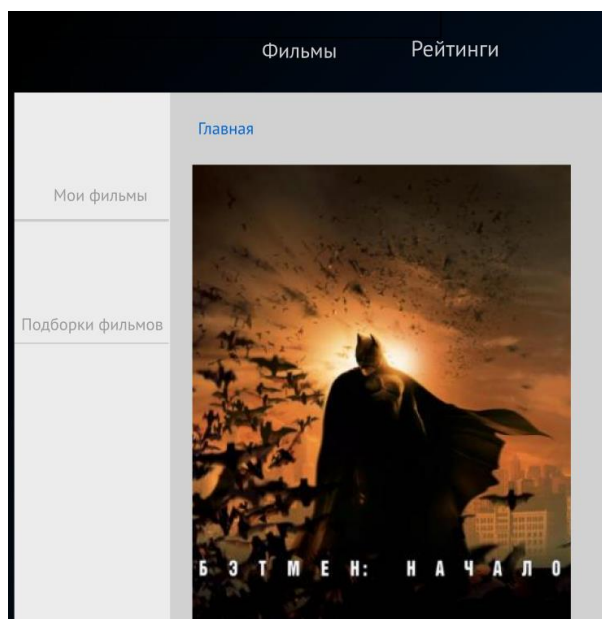 Фильмы Рейтинги
Главная
Мои фильмы
Подборки фильмов
БЭТМЕН: НАЧАЛО